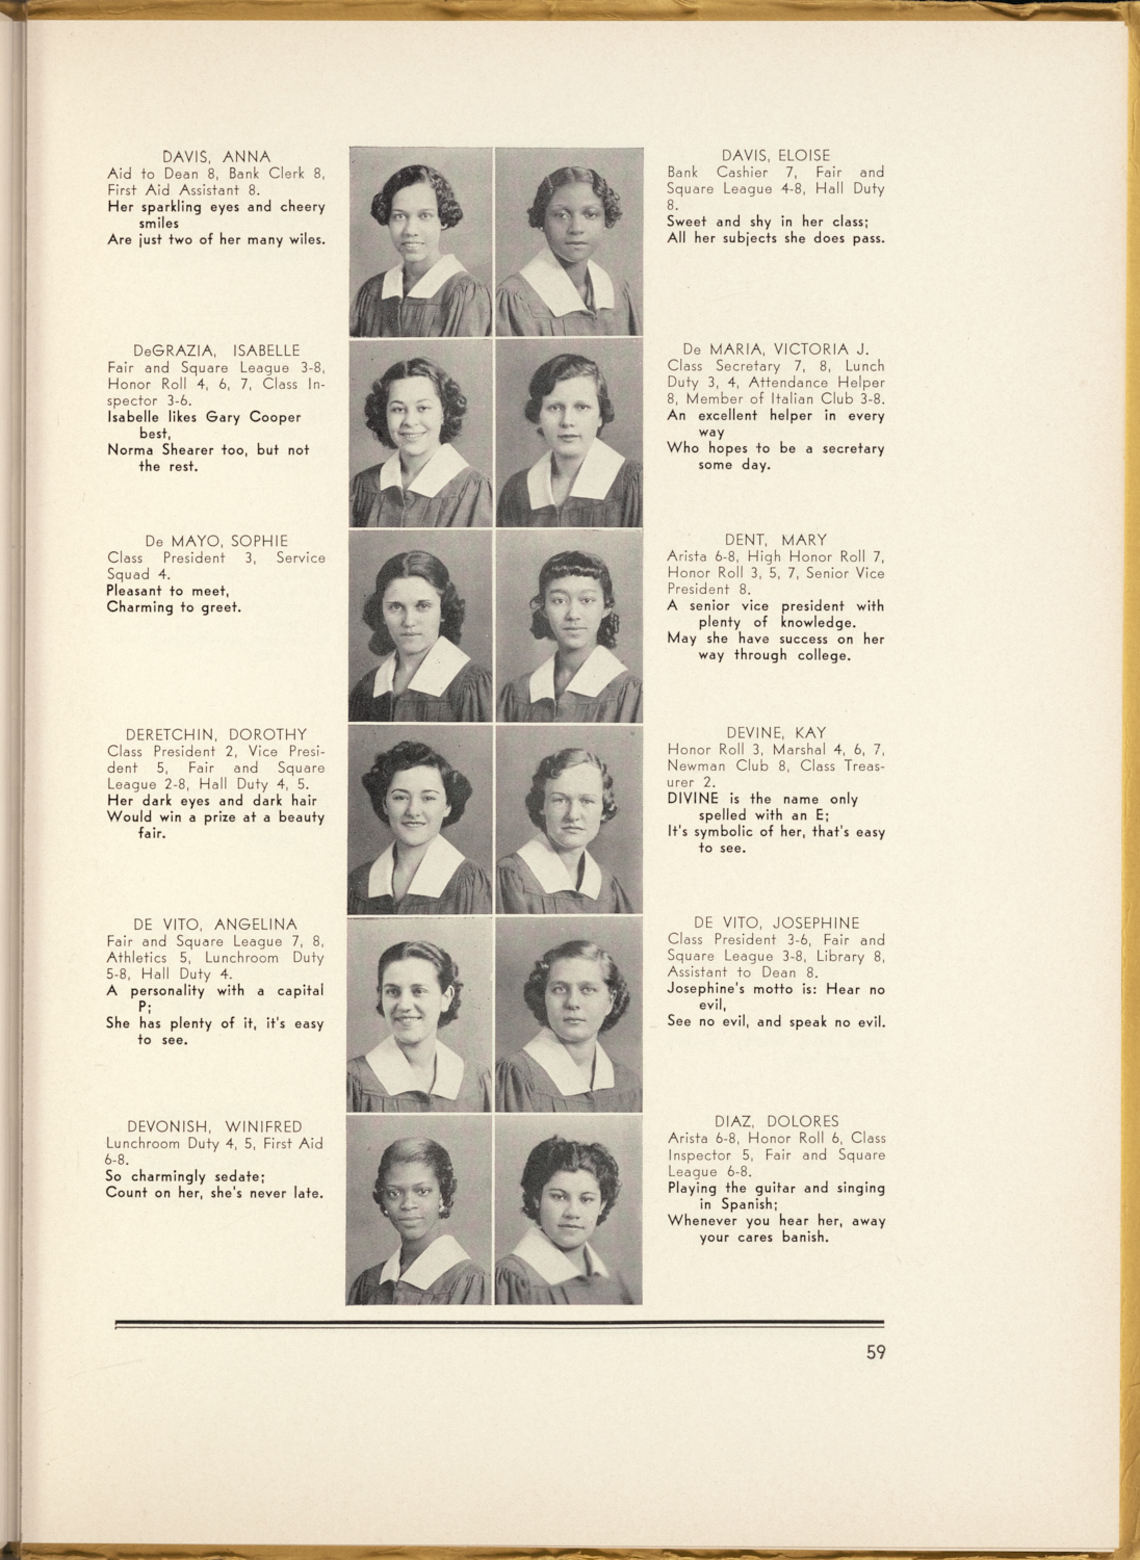 DAVIS, ANNA
Aid to Dean 8, Bank Clerk 8,
First Aid Assistant 8.
Her sparkling eyes and cheery
smiles
Are just two of her many wiles.
DAVIS, ELOISE
Bank Cashier 7, Fair and
Square League 4-8, Hall Duty
8.
Sweet and shy in her class;
All her subjects she does pass.
DeGRAZIA, ISABELLE
Fair and Square League 3-8,
Honor Roll 4, 6, 7, Class In-
spector 3-6.
Isabelle likes Gary Cooper
best,
Norma Shearer too, but not
the rest.
De MARIA, VICTORIA J.
Class Secretary 7, 8, Lunch
Duty 3, 4, Attendance Helper
8, Member of Italian Club 3-8.
An excellent helper in every
way
Who hopes to be a secretary
some day.
De MAYO, SOPHIE
Class President 3, Service
Squad 4.
Pleasant to meet,
Charming to greet.
DENT, MARY
Arista 6-8, High Honor Roll 7,
Honor Roll 3, 5, 7, Senior Vice
President 8.
A senior vice president with
plenty of knowledge.
May she have success on her
way through college.
DERETCHIN, DOROTHY
Class President 2, Vice Presi-
dent 5, Fair and Square
League 2-8, Hall Duty 4, 5.
Her dark eyes and dark hair
Would win a prize at a beauty
fair.
DEVINE, KAY
Honor Roll 3, Marshal 4, 6, 7,
Newman Club 8, Class Treas-
urer 2.
DIVINE is the name only
spelled with an E;
It's symbolic of her, that's easy
to see.
DE VITO, ANGELINA
Fair and Square League 7, 8,
Athletics 5, Lunchroom Duty
5-8, Hall Duty 4.
A personality with a capital
P;
She has plenty of it, it's easy
to see.
DE VITO, JOSEPHINE
Class President 3-6, Fair and
Square League 3-8, Library 8,
Assistant to Dean 8.
Josephine's motto is: Hear no
evil,
See no evil, and speak no evil.
DEVONISH, WINIFRED
Lunchroom Duty 4, 5, First Aid
6-8.
So charmingly sedate;
Count on her, she's never late.
DIAZ, DOLORES
Arista 6-8, Honor Roll 6, Class
Inspector 5, Fair and Square
League 6-8.
Playing the guitar and singing
in Spanish;
Whenever you hear her, away
your cares banish.
59